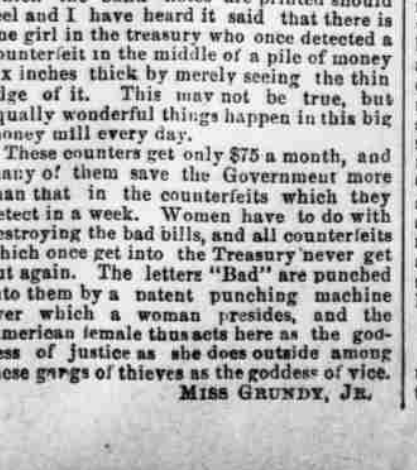 eel and I have heard it said that there is
ne girl in the treasury who once detected a
ounterfeit in the middle of a pile of money
x inches thick by merely seeing the thin
dge of it. This may not be true, but
qually wonderful things happen in this big
oney mill every day.
These counters get only $75 a month, and
any of them save the Government more
han that in the counterfeits which they
etect in a week. Women have to do with
estroying the bad bills, and all counterfeits
hich once get into the Treasury never get
ut again. The letters "Bad" are punched
nto them by a patent punching machine
ver which a woman presides, and the
merican female thus acts here as the god-
ess of justice as she does outside among
hese gangs of thieves as the goddess of vice.
MISS GRUNDY, JR.